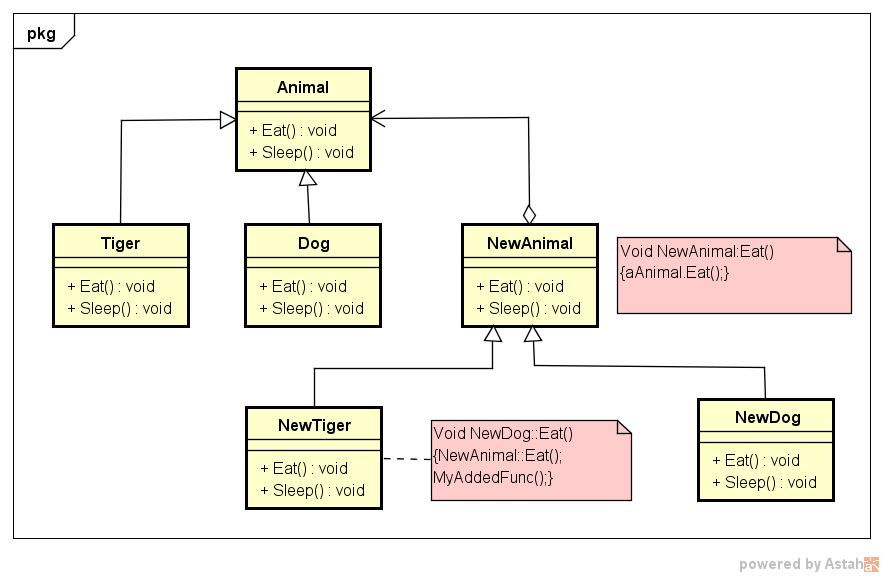 pkg
Animal
+ Eat() : void
+ Sleep() : void
Tiger
+ Eat() : void
+ Sleep() : void
Dog
+ Eat() : void
+ Sleep() : void
NewAnimal
+ Eat() : void
+ Sleep() : void
Void NewAnimal:Eat()
{aAnimal.Eat();}
NewTiger
+ Eat() : void
+ Sleep() : void
Void NewDog::Eat()
{NewAnimal::Eat();
MyAddedFunc();}
NewDog
+ Eat() : void
+ Sleep() : void
powered by Astah